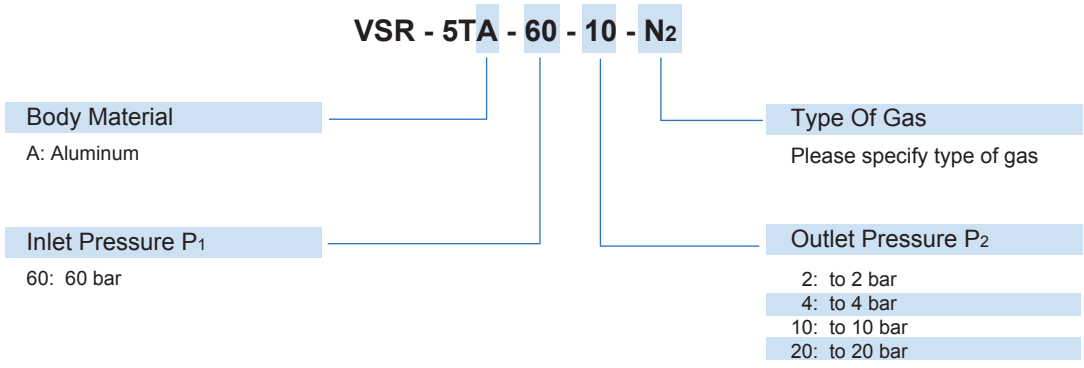 VSR - 5TA - 60 - 10 - N2
Body Material
A: Aluminum
Inlet Pressure P1
60: 60 bar
Type Of Gas
Please specify type of gas
Outlet Pressure P2
2: to 2 bar
4: to 4 bar
10: to 10 bar
20: to 20 bar